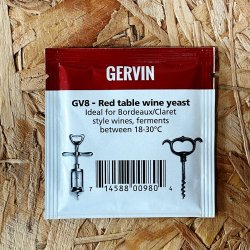 GERVIN
GV8 - Red table wine yeast
Ideal for Bordeaux/Claret
style wines, ferments
between 18-30°C
7 14588 00980 4